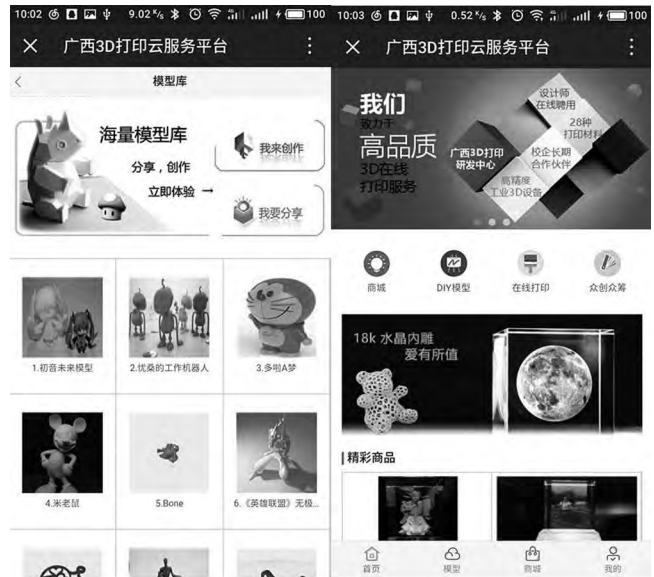 10:02 9.02 K/s 100
广西3D打印云服务平台
模型库
海量模型库
分享，创作
立即体验 →
我来创作
我要分享
1.初音未来模型
2.忧桑的工作机器人
3.多啦A梦
4.米老鼠
5.Bone
6.《英雄联盟》无极...
10:03 0.52 K/s 100
广西3D打印云服务平台
我们
致力于
高品质
3D在线
打印服务
设计师
在线聘用
28种
打印材料
广西3D打印
研发中心
校企长期
合作伙伴
高精度
工业3D设备
商城
DIY模型
在线打印
众创众筹
18k 水晶内雕
爱有所值
精彩商品
首页
模型
商城
我的